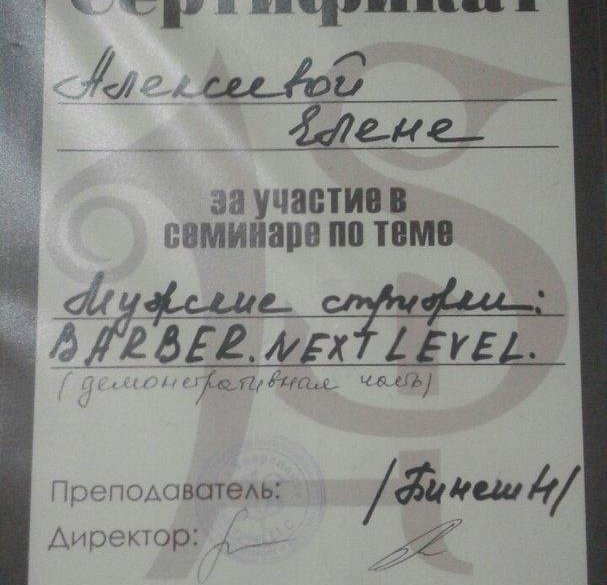 Сертификат
Алексеевой
Елене
за участие в
семинаре по теме
Мужские стрижки:
BARBER. NEXT LEVEL.
(демонстративная часть)
Преподаватель: /Бинеш Н/
Директор: